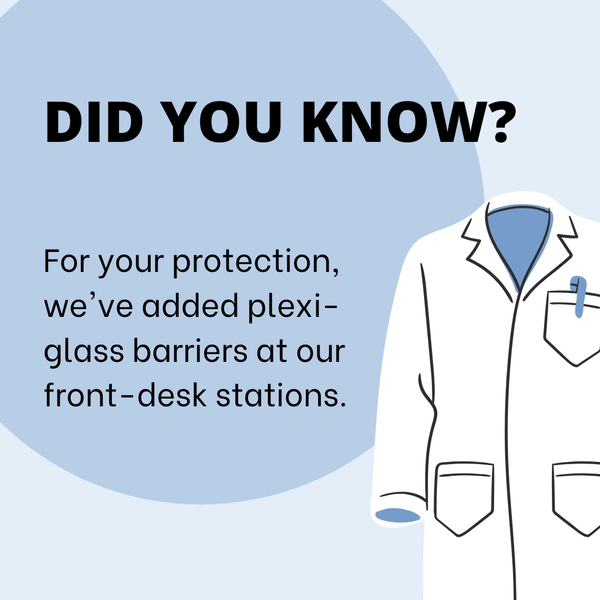 DID YOU KNOW?
For your protection,
we've added plexi-
glass barriers at our
front-desk stations.